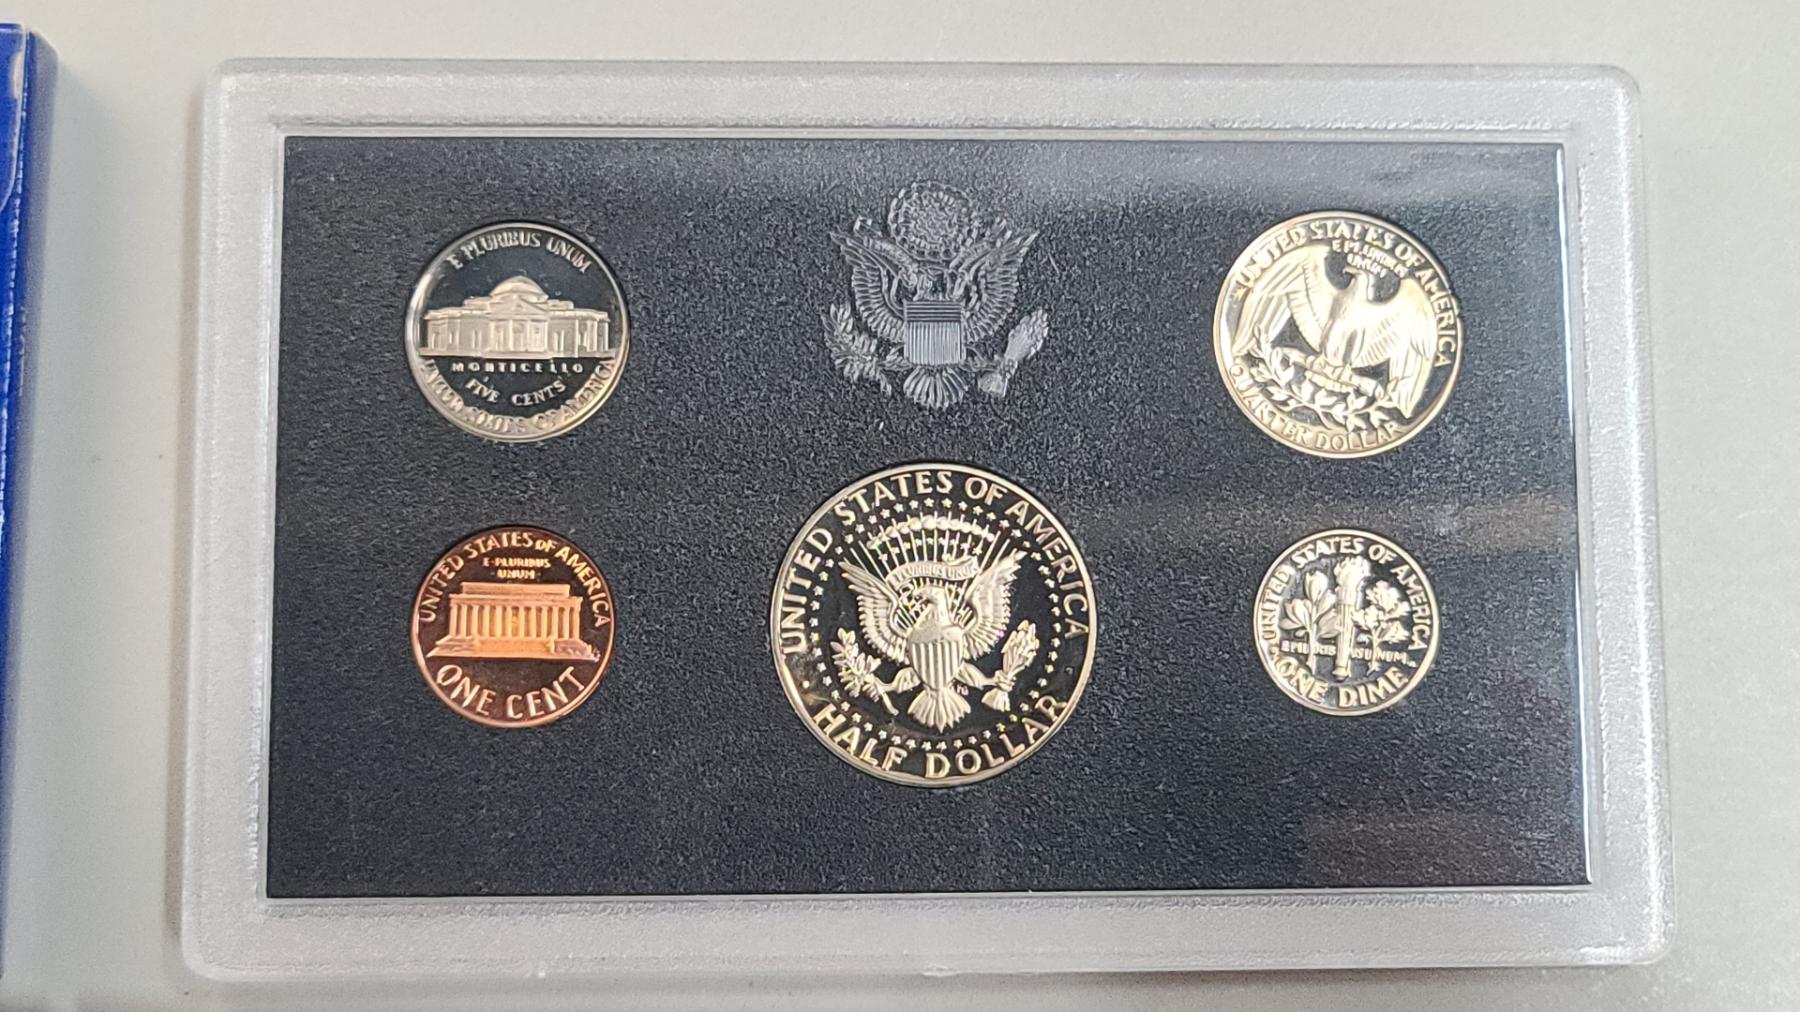 E PLURIBUS UNUM
MONTICELLO
FIVE CENTS
UNITED STATES OF AMERICA
UNITED STATES OF AMERICA
E PLURIBUS
UNUM
QUARTER DOLLAR
UNITED STATES OF AMERICA
E PLURIBUS
UNUM
ONE CENT
UNITED STATES OF AMERICA
E PLURIBUS UNUM
FG
HALF DOLLAR
UNITED STATES OF AMERICA
E PLURIBUS UNUM
ONE DIME